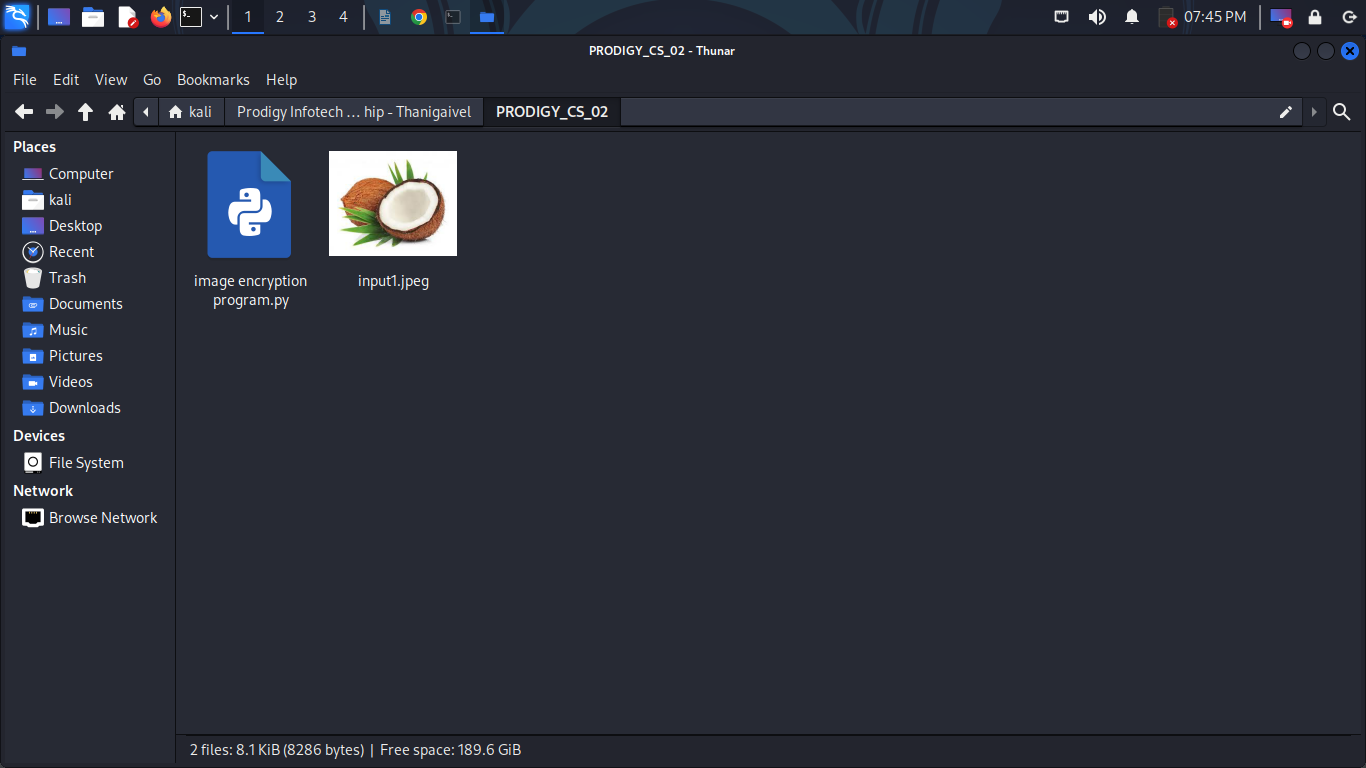 1 2 3 4 07:45 PM
PRODIGY_CS_02 - Thunar
File Edit View Go Bookmarks Help
kali Prodigy Infotech ... hip - Thanigaivel PRODIGY_CS_02
Places
Computer
kali
Desktop
Recent
Trash
Documents
Music
Pictures
Videos
Downloads
Devices
File System
Network
Browse Network
image encryption
program.py
input1.jpeg
2 files: 8.1 KiB (8286 bytes) | Free space: 189.6 GiB